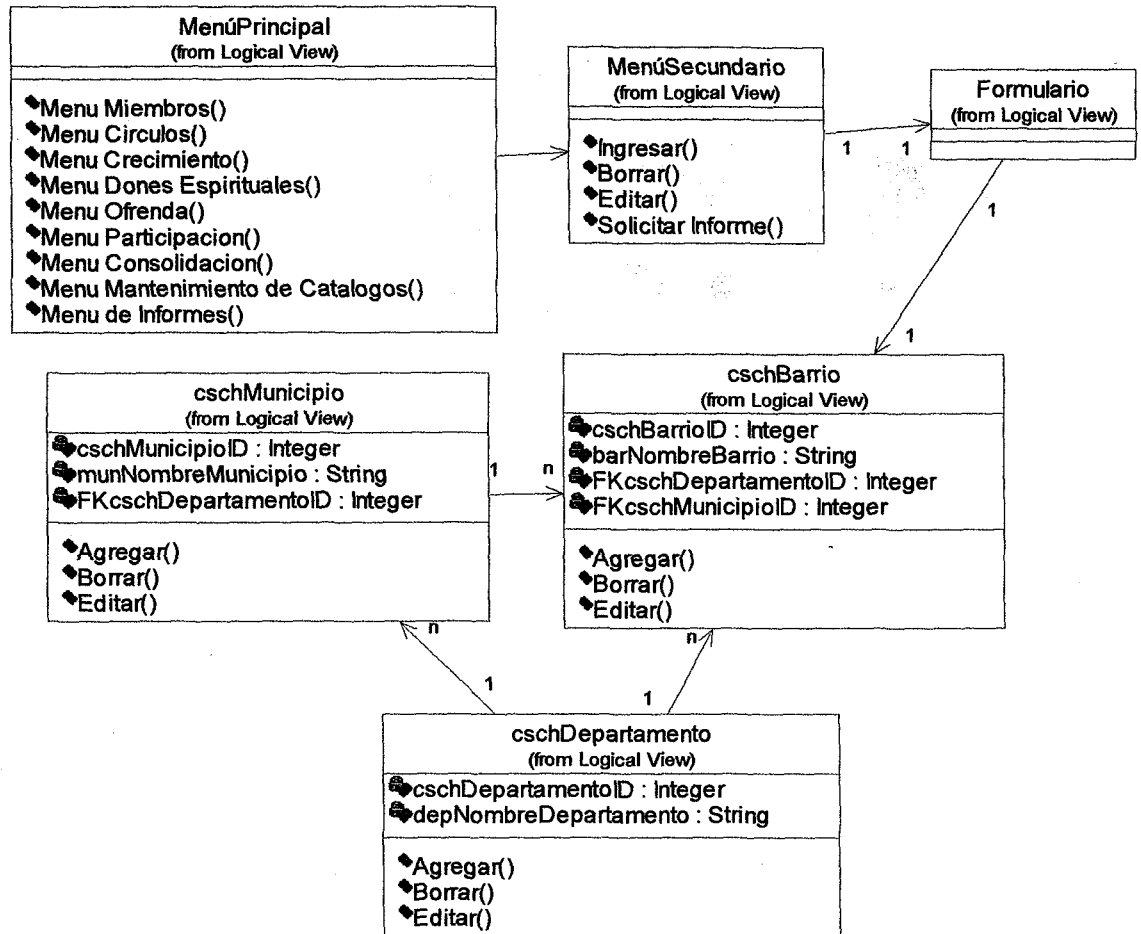 MenúPrincipal
(from Logical View)
Menu Miembros()
Menu Circulos()
Menu Crecimiento()
Menu Dones Espirituales()
Menu Ofrenda()
Menu Participacion()
Menu Consolidacion()
Menu Mantenimiento de Catalogos()
Menu de Informes()
MenúSecundario
(from Logical View)
Ingresar()
Borrar()
Editar()
Solicitar Informe()
1
1
Formulario
(from Logical View)
1
1
cschMunicipio
(from Logical View)
cschMunicipioID : Integer
munNombreMunicipio : String
FKcschDepartamentoID : Integer
Agregar()
Borrar()
Editar()
1
n
cschBarrio
(from Logical View)
cschBarrioID : Integer
barNombreBarrio : String
FKcschDepartamentoID : Integer
FKcschMunicipioID : Integer
Agregar()
Borrar()
Editar()
n
n
1
1
cschDepartamento
(from Logical View)
cschDepartamentoID : Integer
depNombreDepartamento : String
Agregar()
Borrar()
Editar()